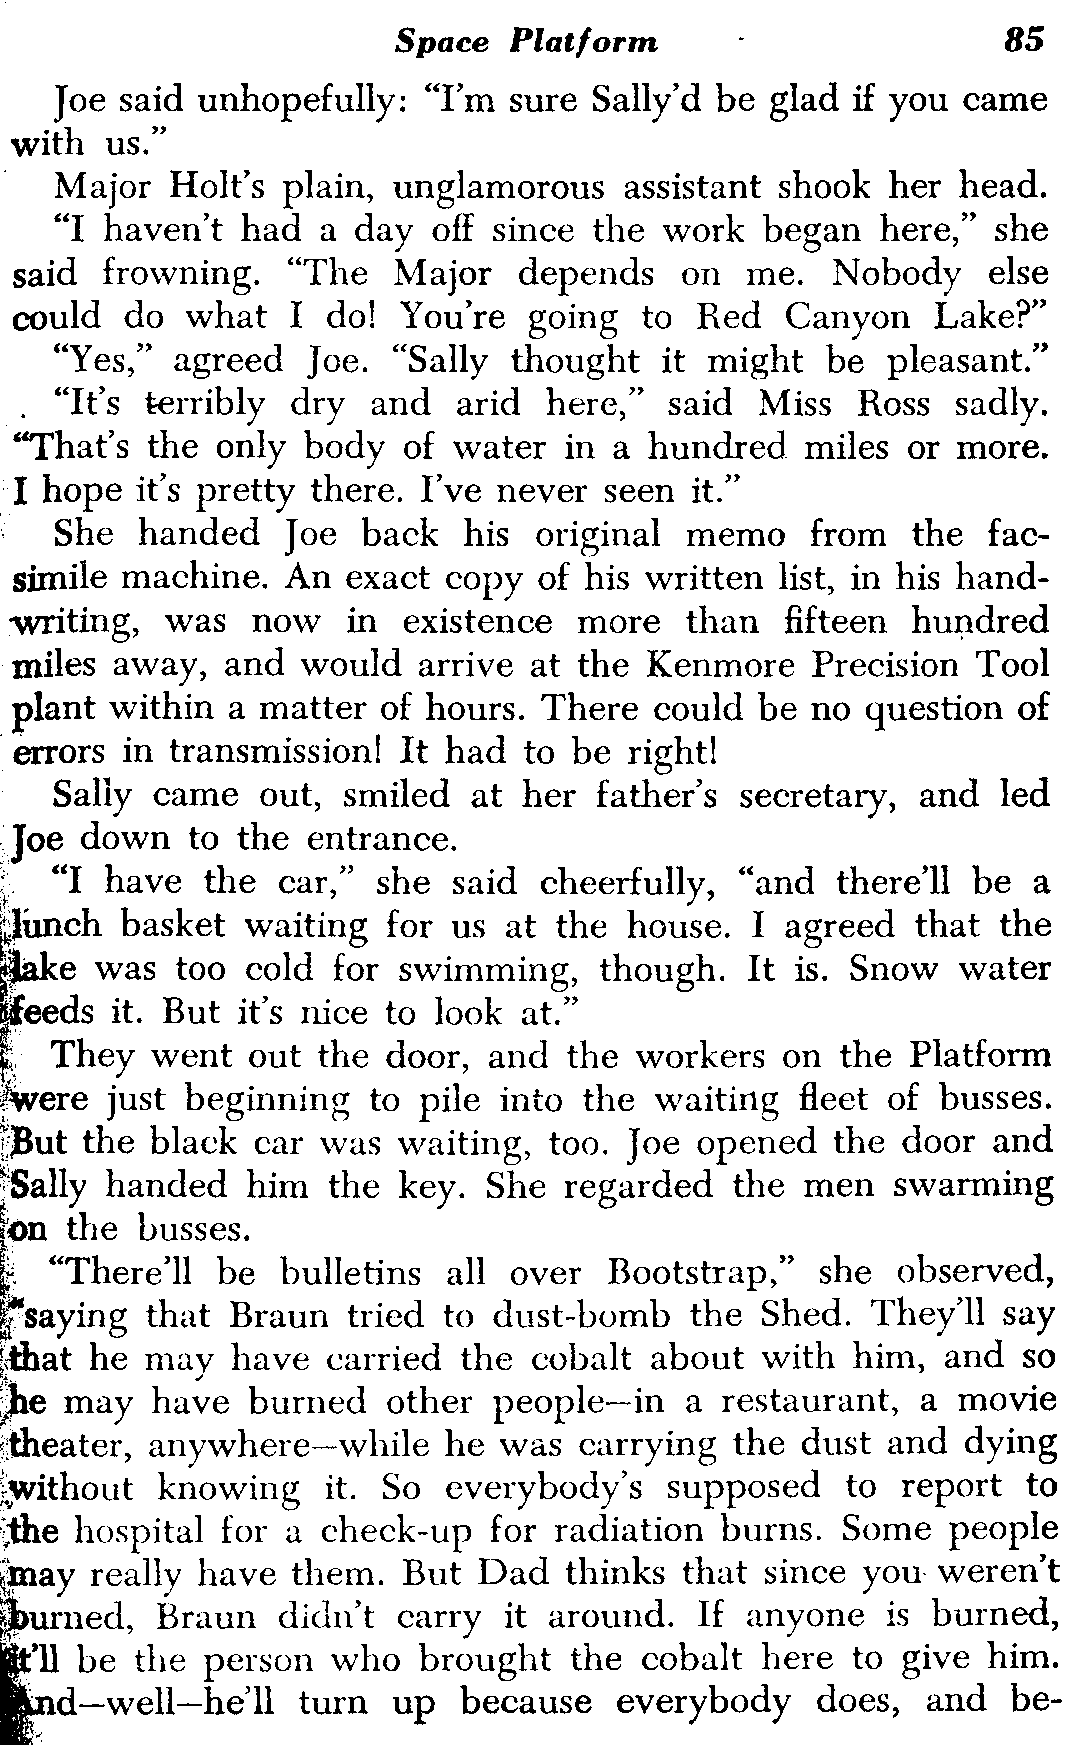 Space Platform 85
Joe said unhopefully: “I’m sure Sally’d be glad if you came
with us.”
Major Holt’s plain, unglamorous assistant shook her head.
“I haven’t had a day off since the work began here,” she
said frowning. “The Major depends on me. Nobody else
could do what I do! You’re going to Red Canyon Lake?”
“Yes,” agreed Joe. “Sally thought it might be pleasant.”
“It’s terribly dry and arid here,” said Miss Ross sadly.
“That’s the only body of water in a hundred miles or more.
I hope it’s pretty there. I’ve never seen it.”
She handed Joe back his original memo from the fac-
simile machine. An exact copy of his written list, in his hand-
writing, was now in existence more than fifteen hundred
miles away, and would arrive at the Kenmore Precision Tool
plant within a matter of hours. There could be no question of
errors in transmission! It had to be right!
Sally came out, smiled at her father’s secretary, and led
Joe down to the entrance.
“I have the car,” she said cheerfully, “and there’ll be a
lunch basket waiting for us at the house. I agreed that the
lake was too cold for swimming, though. It is. Snow water
feeds it. But it’s nice to look at.”
They went out the door, and the workers on the Platform
were just beginning to pile into the waiting fleet of busses.
But the black car was waiting, too. Joe opened the door and
Sally handed him the key. She regarded the men swarming
on the busses.
“There’ll be bulletins all over Bootstrap,” she observed,
“saying that Braun tried to dust-bomb the Shed. They’ll say
that he may have carried the cobalt about with him, and so
he may have burned other people—in a restaurant, a movie
theater, anywhere—while he was carrying the dust and dying
without knowing it. So everybody’s supposed to report to
the hospital for a check-up for radiation burns. Some people
may really have them. But Dad thinks that since you weren’t
burned, Braun didn’t carry it around. If anyone is burned,
it’ll be the person who brought the cobalt here to give him.
And—well—he’ll turn up because everybody does, and be-